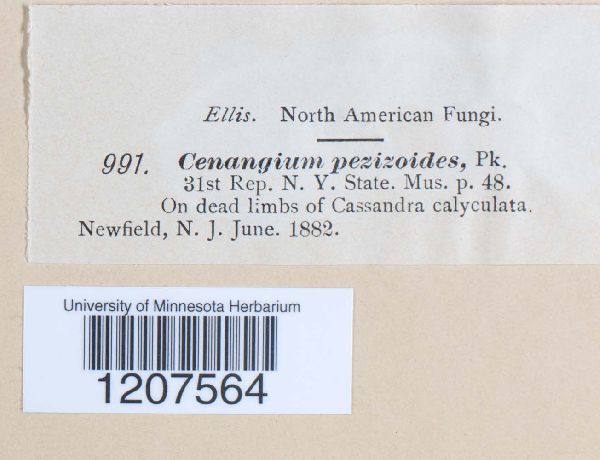 Ellis. North American Fungi.
991. Cenangium pezizoides, Pk.
31st Rep. N. Y. State. Mus. p. 48.
On dead limbs of Cassandra calyculata.
Newfield, N. J. June. 1882.
University of Minnesota Herbarium
1207564